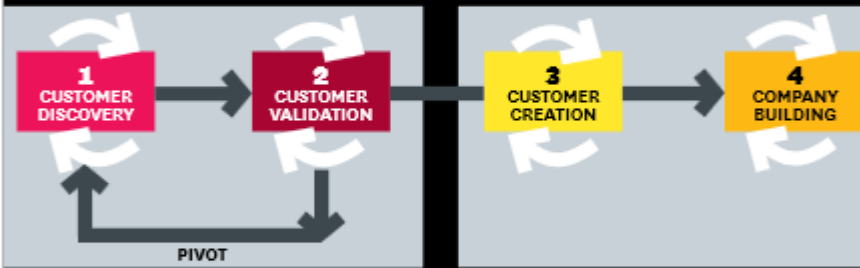 1
CUSTOMER
DISCOVERY
2
CUSTOMER
VALIDATION
3
CUSTOMER
CREATION
4
COMPANY
BUILDING
PIVOT